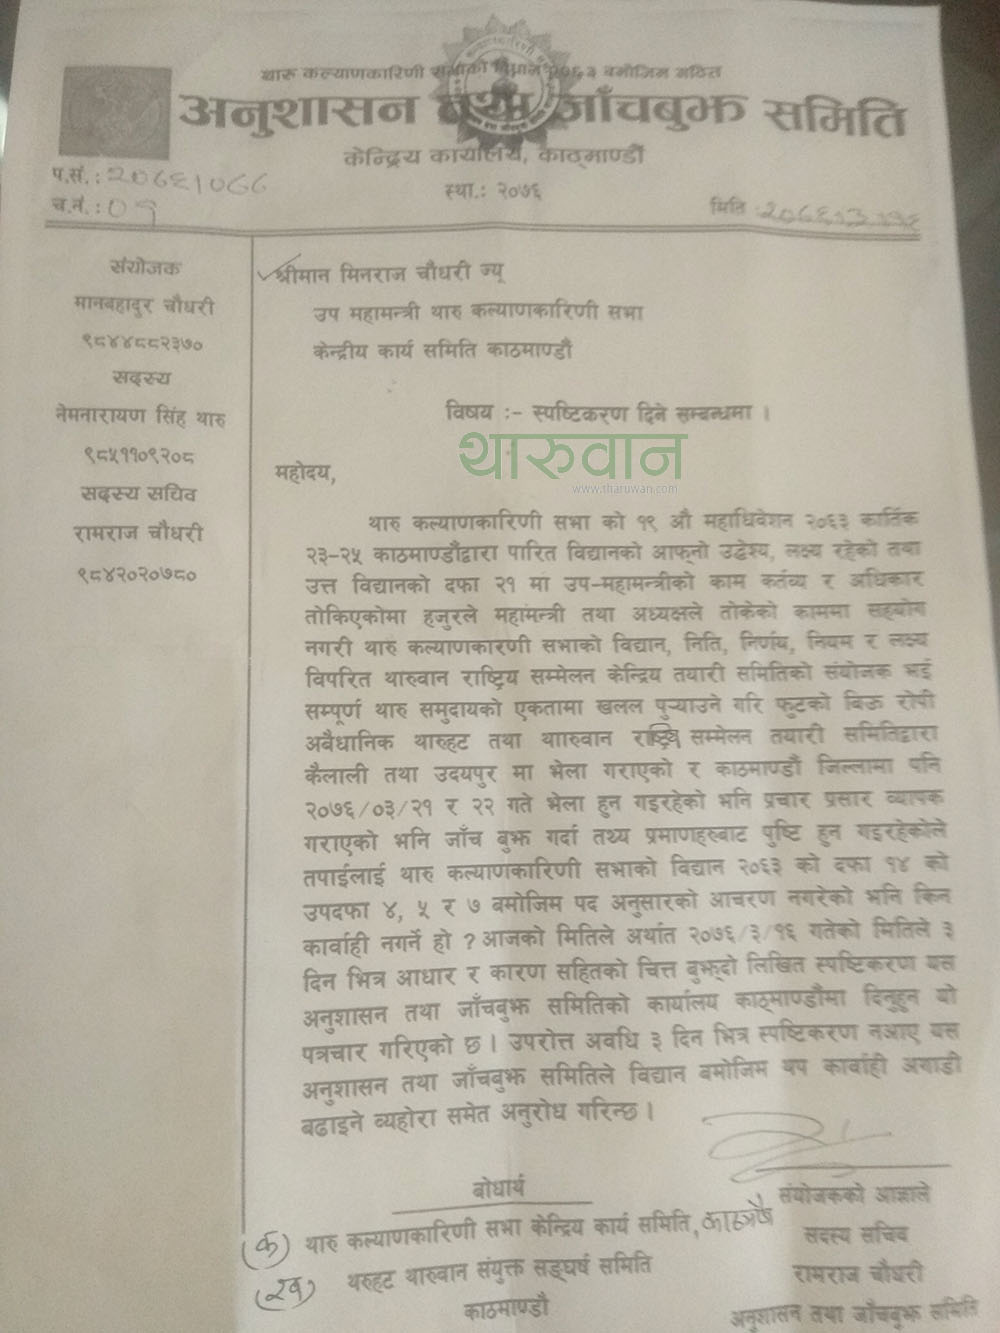 थारु कल्याणकारिणी सभाको विधान २०६३ बमोजिम गठित
अनुशासन तथा जाँचबुझ समिति
केन्द्रिय कार्यालय, काठ्माण्डौं
स्था.: २०७६
प.सं.: २०७६/०७७
च.नं.: ०१
मिति :२०७६।३।१६
संयोजक
मानबहादुर चौधरी
९८४४८८२३७०
सदस्य
नेमनारायण सिंह थारु
९८५११०९२०८
सदस्य सचिव
रामराज चौधरी
९८४२०२०७८०
श्रीमान मिनराज चौधरी ज्यू
उप महामन्त्री थारु कल्याणकारिणी सभा
केन्द्रीय कार्य समिति काठमाण्डौ
विषय :- स्पष्टिकरण दिने सम्बन्धमा ।
थारुवान
www.tharuwan.com
महोदय,
थारु कल्याणकारिणी सभा को १९ औ महाधिवेशन २०६३ कार्तिक
२३-२५ काठमाण्डौंद्वारा पारित विद्यानको आफ्नो उद्वेश्य, लक्ष्य रहेको तथा
उत्त विद्यानको दफा २१ मा उप-महामन्त्रीको काम कर्तव्य र अधिकार
तोकिएकोमा हजुरले महामन्त्री तथा अध्यक्षले तोकेको काममा सहयोग
नगरी थारु कल्याणकारणी सभाको विद्यान, निति, निर्णय, नियम र लक्ष्य
विपरित थारुवान राष्ट्रिय सम्मेलन केन्द्रिय तयारी समितिको संयोजक भई
सम्पूर्ण थारु समुदायको एकतामा खलल पुऱ्याउने गरि फुटको बिऊ रोपी
अबैधानिक थारुहट तथा थाारुवान राष्ट्रिय सम्मेलन तयारी समितिद्वारा
कैलाली तथा उदयपुर मा भेला गराएको र काठमाण्डौं जिल्लामा पनि
२०७६/०३/२१ र २२ गते भेला हुन गइरहेको भनि प्रचार प्रसार व्यापक
गराएको भनि जाँच बुझ गर्दा तथ्य प्रमाणहरुबाट पुष्टि हुन गइरहेकोले
तपाईलाई थारु कल्याणकारिणी सभाको विद्यान २०६३ को दफा १४ को
उपदफा ४, ५ र ७ बमोजिम पद अनुसारको आचरण नगरेको भनि किन
कार्वाही नगर्ने हो ? आजको मितिले अर्थात २०७६/३/१६ गतेको मितिले ३
दिन भित्र आधार र कारण सहितको चित्त बुझ्दो लिखित स्पष्टिकरण यस
अनुशासन तथा जाँचबुझ समितिको कार्यालय काठ्माण्डौंमा दिनुहुन यो
पत्रचार गरिएको छ । उपरोत्त अवधि ३ दिन भित्र स्पष्टिकरण नआए यस
अनुशासन तथा जाँचबुझ समितिले विद्यान बमोजिम थप कार्वाही अगाडी
बढाइने व्यहोरा समेत अनुरोध गरिन्छ ।
बोधार्थ
(क) थारु कल्याणकारिणी सभा केन्द्रिय कार्य समिति,
(ख) थरुहट थारुवान संयुक्त सङ्घर्ष समिति
काठमाण्डौ
संयोजकको आज्ञाले
सदस्य सचिव
रामराज चौधरी
अनुशासन तथा जाँचबुझ समिति